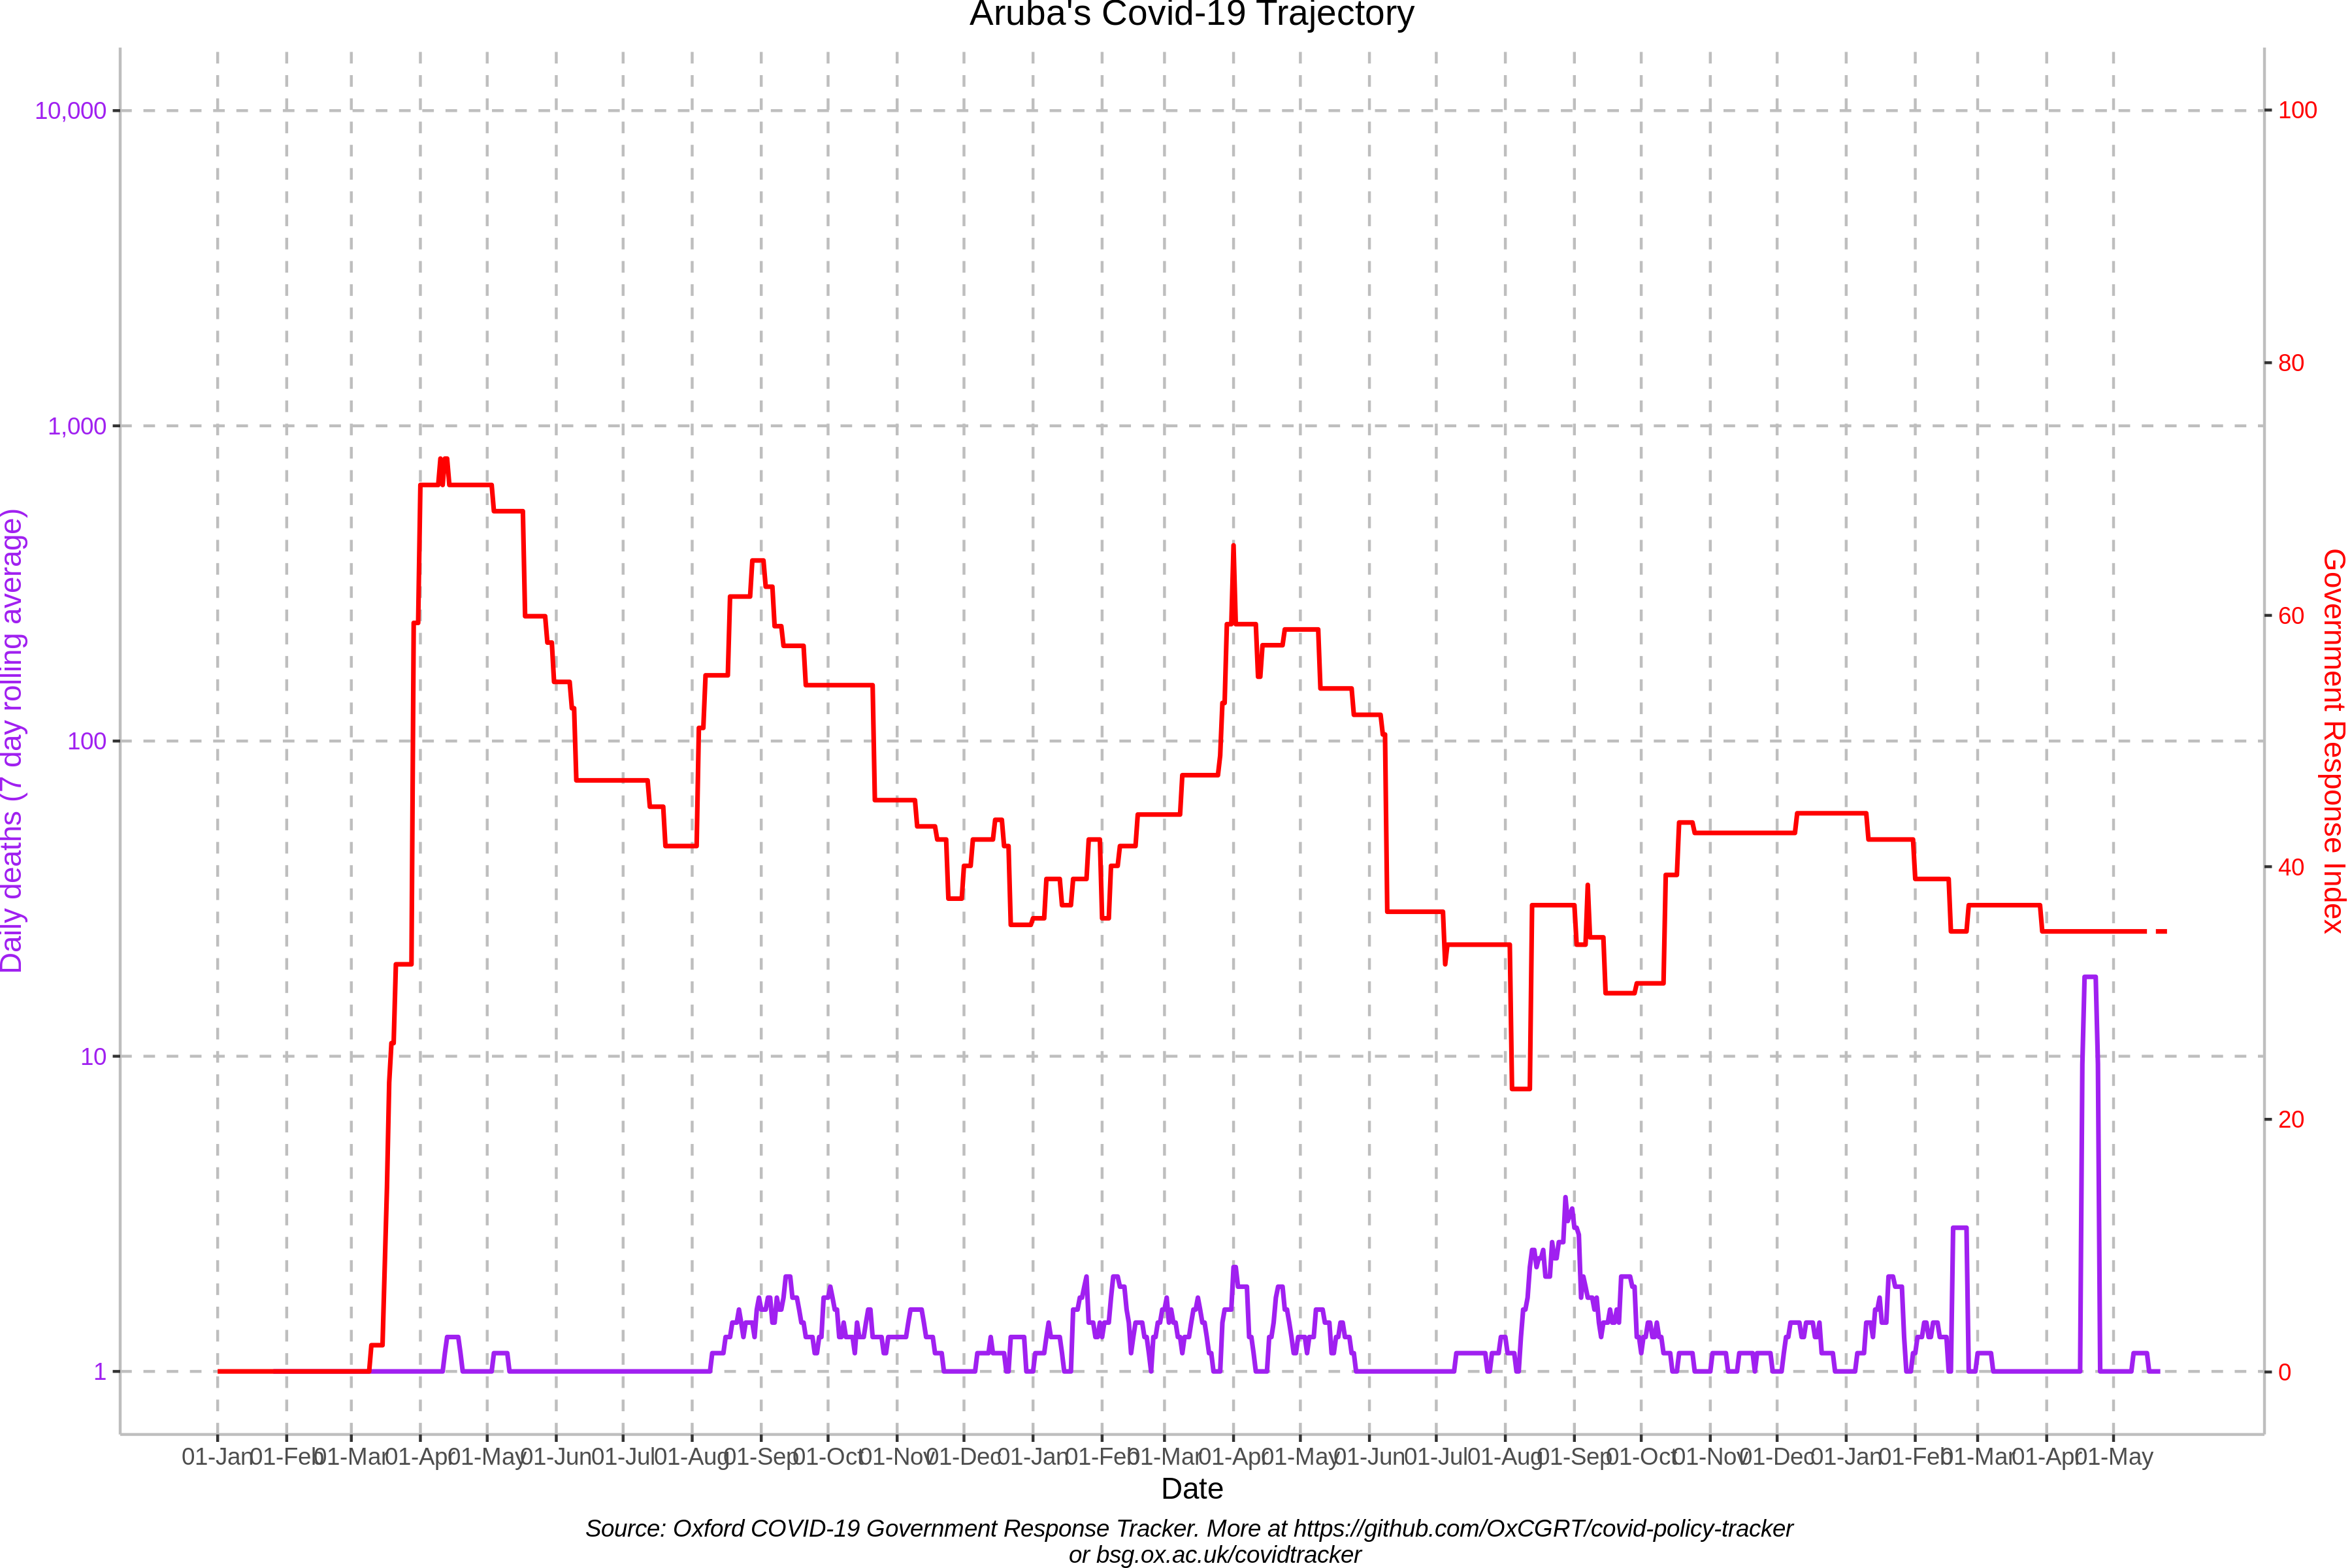 Aruba's Covid-19 Trajectory
Daily deaths (7 day rolling average)
10,000
1,000
100
10
1
100
80
60
40
20
0
Government Response Index
01-Jan 01-Feb 01-Mar 01-Apr 01-May 01-Jun 01-Jul 01-Aug 01-Sep 01-Oct 01-Nov 01-Dec 01-Jan 01-Feb 01-Mar 01-Apr 01-May 01-Jun 01-Jul 01-Aug 01-Sep 01-Oct 01-Nov 01-Dec 01-Jan 01-Feb 01-Mar 01-Apr 01-May
Date
Source: Oxford COVID-19 Government Response Tracker. More at https://github.com/OxCGRT/covid-policy-tracker
or bsg.ox.ac.uk/covidtracker